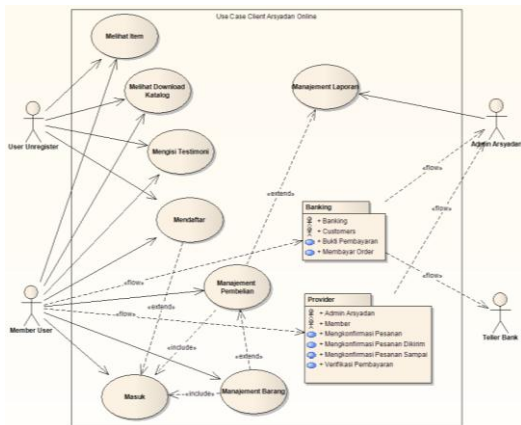 Use Case Client Arsyadan Online
Melihat Item
Melihat Download
Katalog
Manajement Laporan
User Unregister
Admin Arsyadan
Mengisi Testimoni
«flow»
«flow»
«extend»
Mendaftar
Banking
+ Banking
+ Customers
+ Bukti Pembayaran
+ Membayar Order
«flow»
«flow»
Manajement
Pembelian
Member User
«extend»
«flow»
Teller Bank
Provider
+ Admin Arsyadan
+ Member
+ Mengkonfirmasi Pesanan
+ Mengkonfirmasi Pesanan Dikirim
+ Mengkonfirmasi Pesanan Sampai
+ Verifikasi Pembayaran
«include»
«extend»
Masuk
«include»
Management Barang